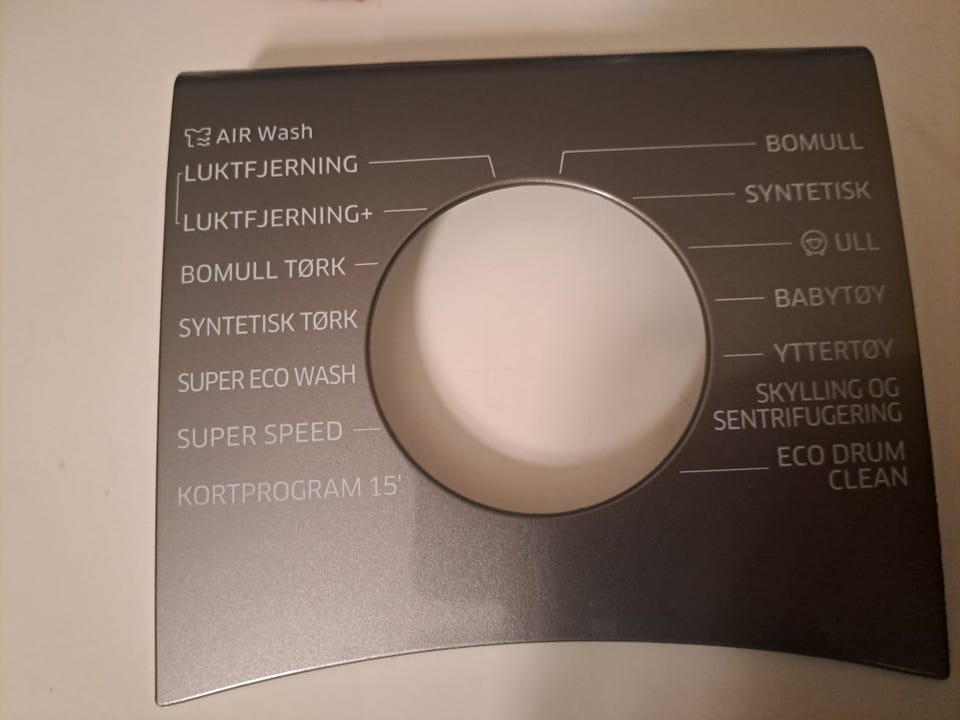 AIR Wash
LUKTFJERNING
LUKTFJERNING+
BOMULL TØRK
SYNTETISK TØRK
SUPER ECO WASH
SUPER SPEED
KORTPROGRAM 15'
BOMULL
SYNTETISK
ULL
BABYTØY
YTTERTØY
SKYLLING OG
SENTRIFUGERING
ECO DRUM
CLEAN